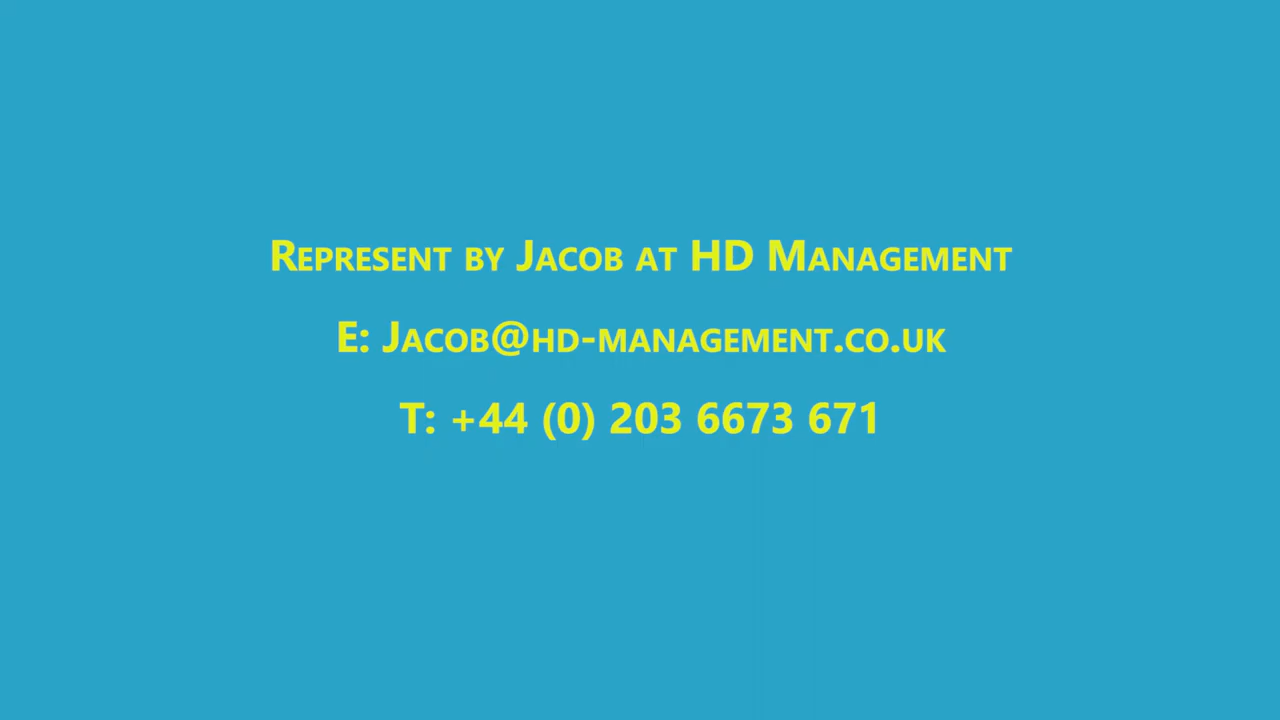 Represent by Jacob at HD Management
E: Jacob@hd-management.co.uk
T: +44 (0) 203 6673 671